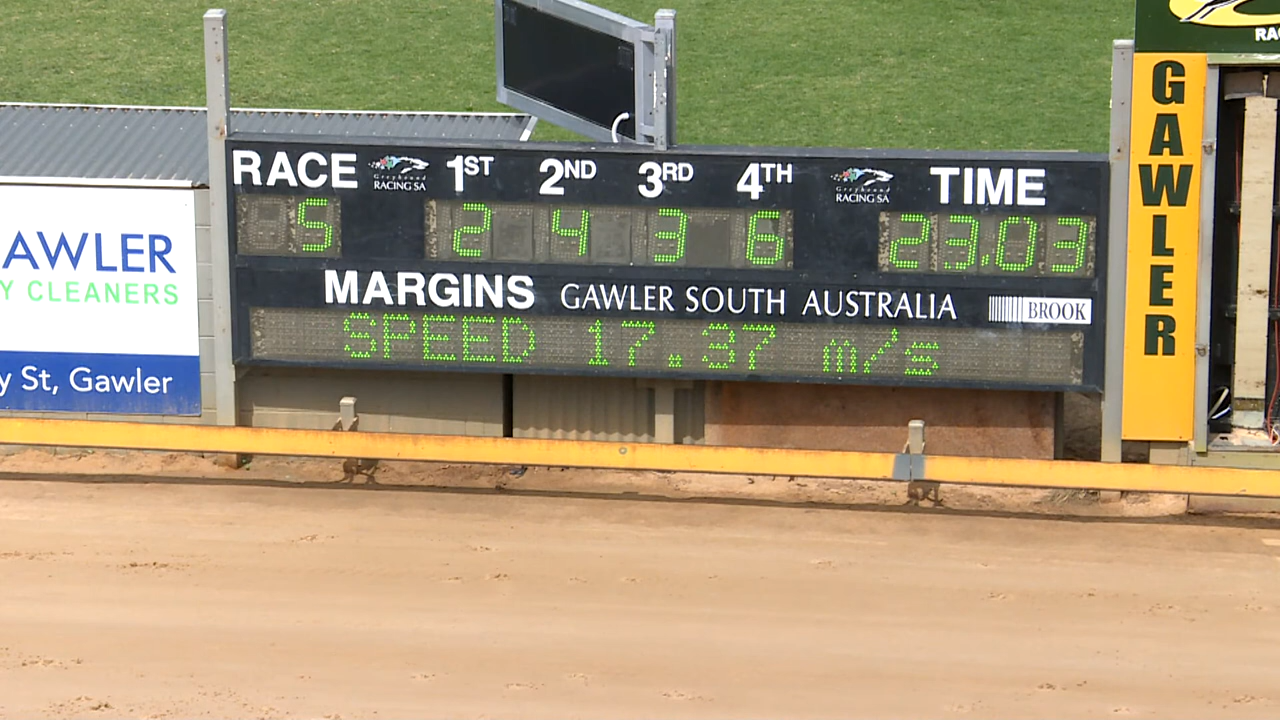 RAC
GAWLER
RACE
Greyhound
RACING SA
1ST 2ND 3RD 4TH
Greyhound
RACING SA
TIME
5 2 4 3 6 23.03
MARGINS GAWLER SOUTH AUSTRALIA BROOK
SPEED 17.37 m/s
AWLER
Y CLEANERS
y St, Gawler